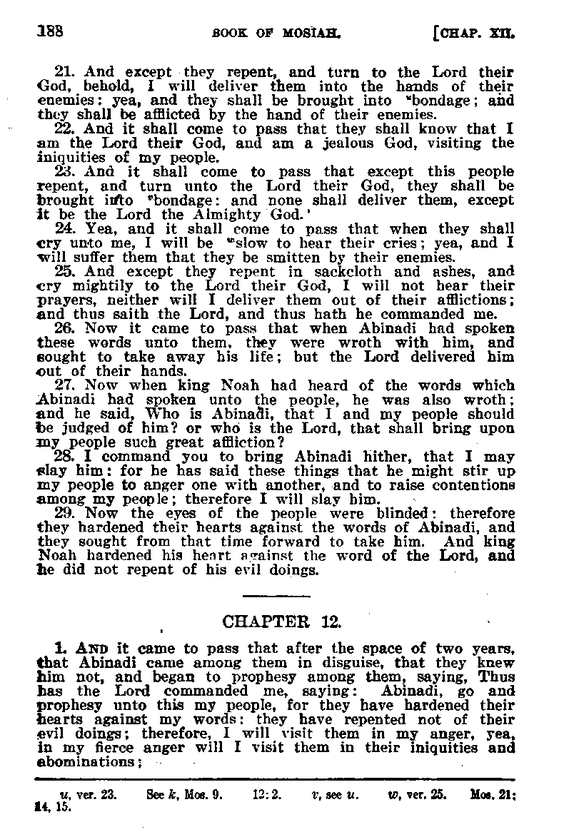 188 BOOK OF MOSIAH. [CHAP. XII.
21. And except they repent, and turn to the Lord their
God, behold, I will deliver them into the hands of their
enemies: yea, and they shall be brought into ᵘbondage; and
they shall be afflicted by the hand of their enemies.
22. And it shall come to pass that they shall know that I
am the Lord their God, and am a jealous God, visiting the
iniquities of my people.
23. And it shall come to pass that except this people
repent, and turn unto the Lord their God, they shall be
brought into ᵛbondage: and none shall deliver them, except
it be the Lord the Almighty God.'
24. Yea, and it shall come to pass that when they shall
cry unto me, I will be ʷslow to hear their cries; yea, and I
will suffer them that they be smitten by their enemies.
25. And except they repent in sackcloth and ashes, and
cry mightily to the Lord their God, I will not hear their
prayers, neither will I deliver them out of their afflictions;
and thus saith the Lord, and thus hath he commanded me.
26. Now it came to pass that when Abinadi had spoken
these words unto them, they were wroth with him, and
sought to take away his life; but the Lord delivered him
out of their hands.
27. Now when king Noah had heard of the words which
Abinadi had spoken unto the people, he was also wroth;
and he said, Who is Abinadi, that I and my people should
be judged of him? or who is the Lord, that shall bring upon
my people such great affliction?
28. I command you to bring Abinadi hither, that I may
slay him: for he has said these things that he might stir up
my people to anger one with another, and to raise contentions
among my people; therefore I will slay him.
29. Now the eyes of the people were blinded: therefore
they hardened their hearts against the words of Abinadi, and
they sought from that time forward to take him. And king
Noah hardened his heart against the word of the Lord, and
he did not repent of his evil doings.
CHAPTER 12.
1. AND it came to pass that after the space of two years,
that Abinadi came among them in disguise, that they knew
him not, and began to prophesy among them, saying, Thus
has the Lord commanded me, saying: Abinadi, go and
prophesy unto this my people, for they have hardened their
hearts against my words: they have repented not of their
evil doings; therefore, I will visit them in my anger, yea,
in my fierce anger will I visit them in their iniquities and
abominations;
u, ver. 23. See k, Mos. 9. 12:2. v, see u. w, ver. 25. Mos. 21:
14, 15.